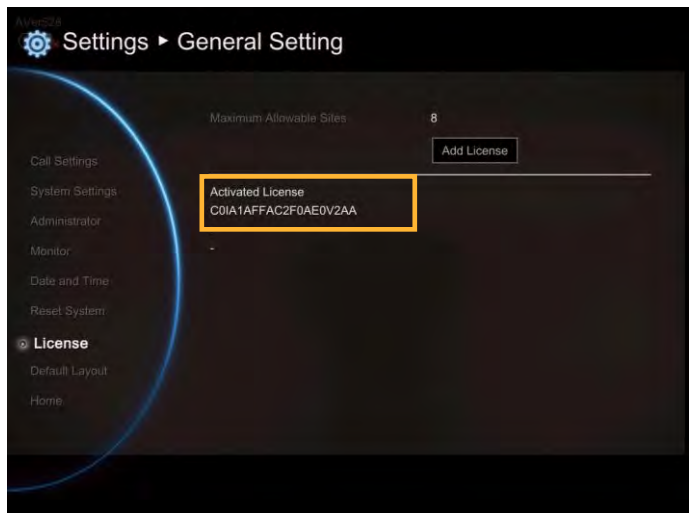 AVer528
Settings ► General Setting
Maximum Allowable Sites 8
Add License
Call Settings
System Settings
Administrator
Monitor
Date and Time
Reset System
License
Default Layout
Home
Activated License
C0IA1AFFAC2F0AE0V2AA
-